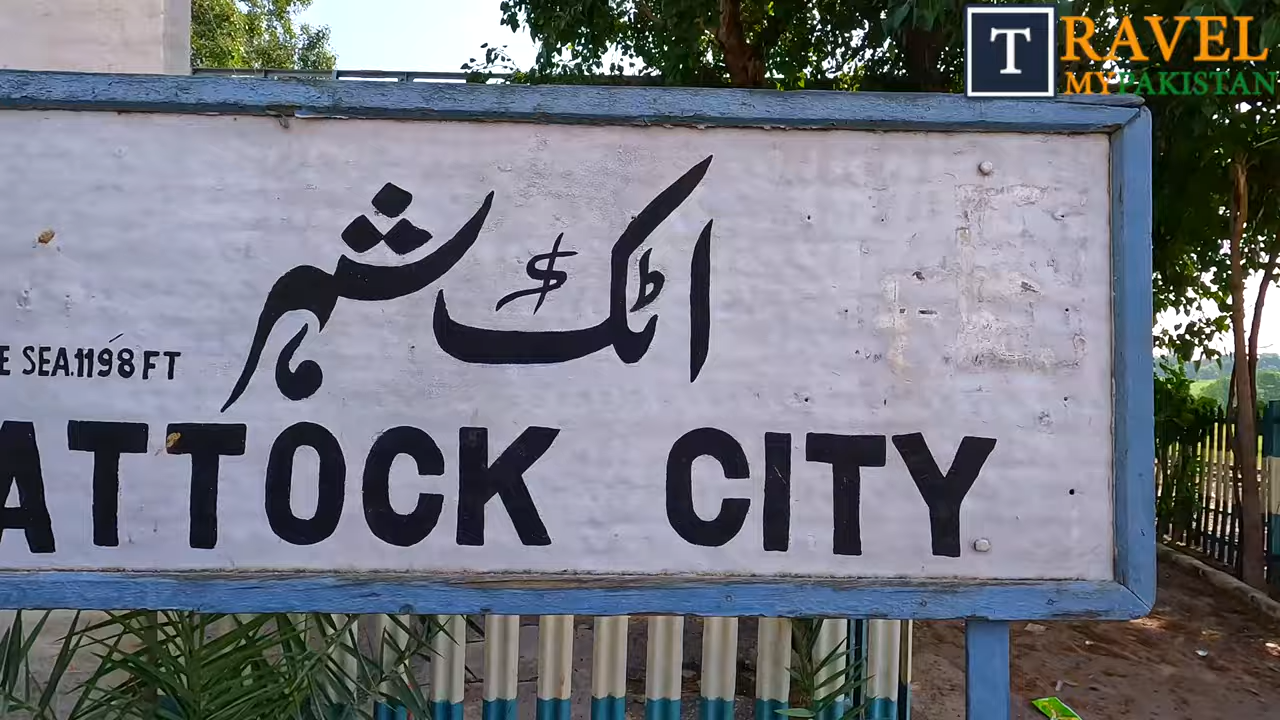 T TRAVEL
MYPAKISTAN
اٹک شہر
E SEA.1198 FT
ATTOCK CITY